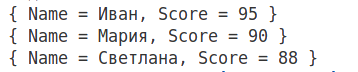 { Name = Иван, Score = 95 }
{ Name = Мария, Score = 90 }
{ Name = Светлана, Score = 88 }